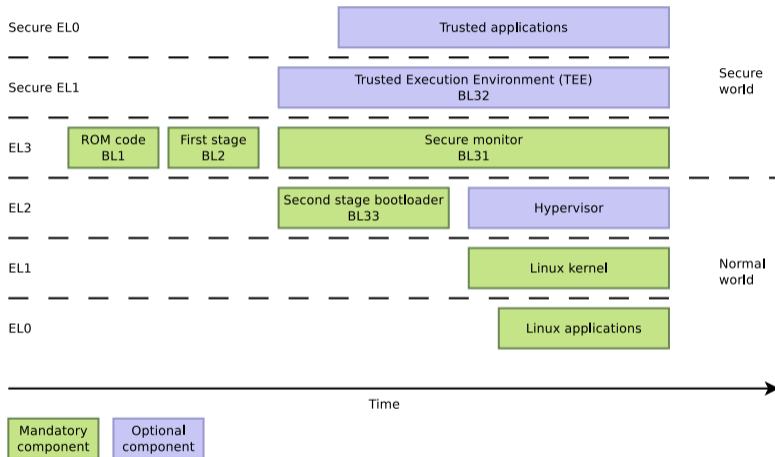 Secure EL0
Trusted applications
Secure EL1
Trusted Execution Environment (TEE)
BL32
Secure
world
EL3
ROM code
BL1
First stage
BL2
Secure monitor
BL31
EL2
Second stage bootloader
BL33
Hypervisor
EL1
Linux kernel
Normal
world
EL0
Linux applications
Time
Mandatory
component
Optional
component